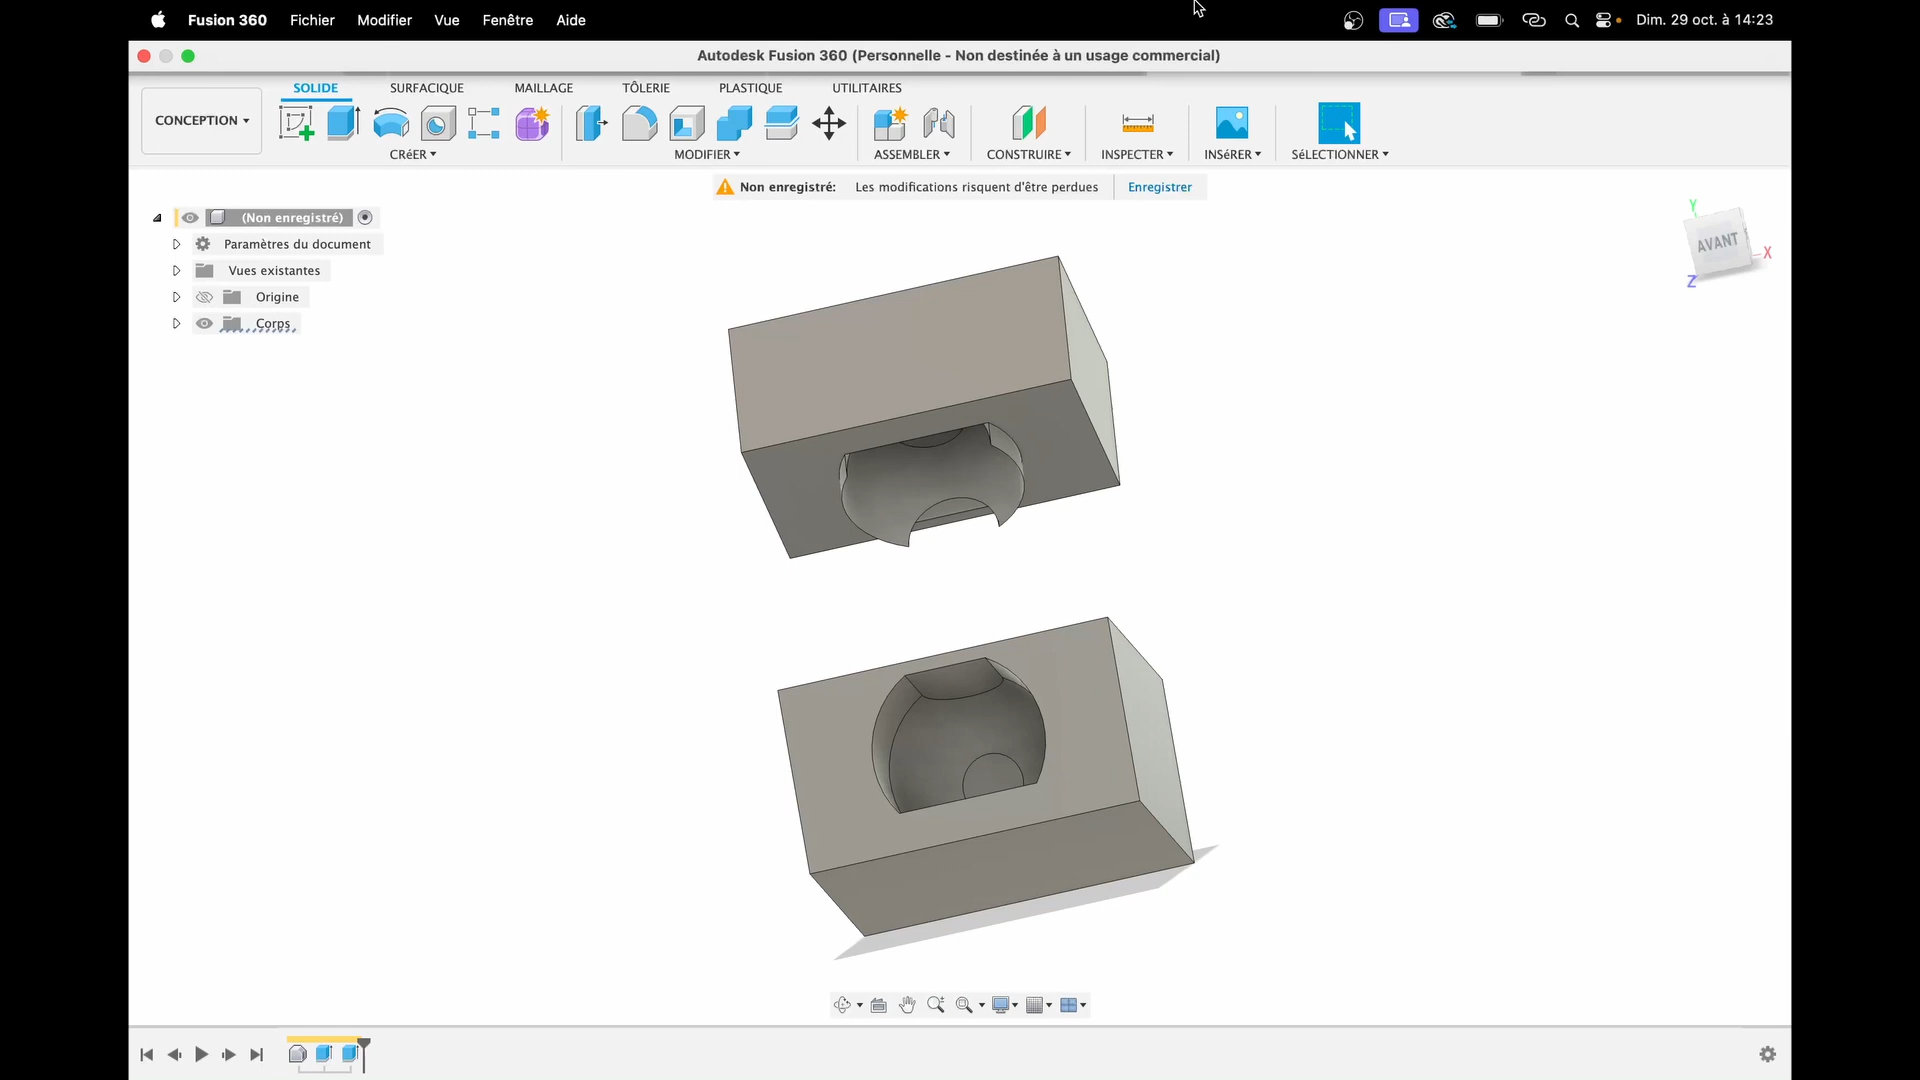 Fusion 360 Fichier Modifier Vue Fenêtre Aide Dim. 29 oct. à 14:23
Autodesk Fusion 360 (Personnelle - Non destinée à un usage commercial)
SOLIDE SURFACIQUE MAILLAGE TÔLERIE PLASTIQUE UTILITAIRES
CONCEPTION
CRéER MODIFIER ASSEMBLER CONSTRUIRE INSPECTER INSéRER SéLECTIONNER
Non enregistré: Les modifications risquent d'être perdues Enregistrer
(Non enregistré)
Paramètres du document
Vues existantes
Origine
Corps
Y
AVANT
X
Z